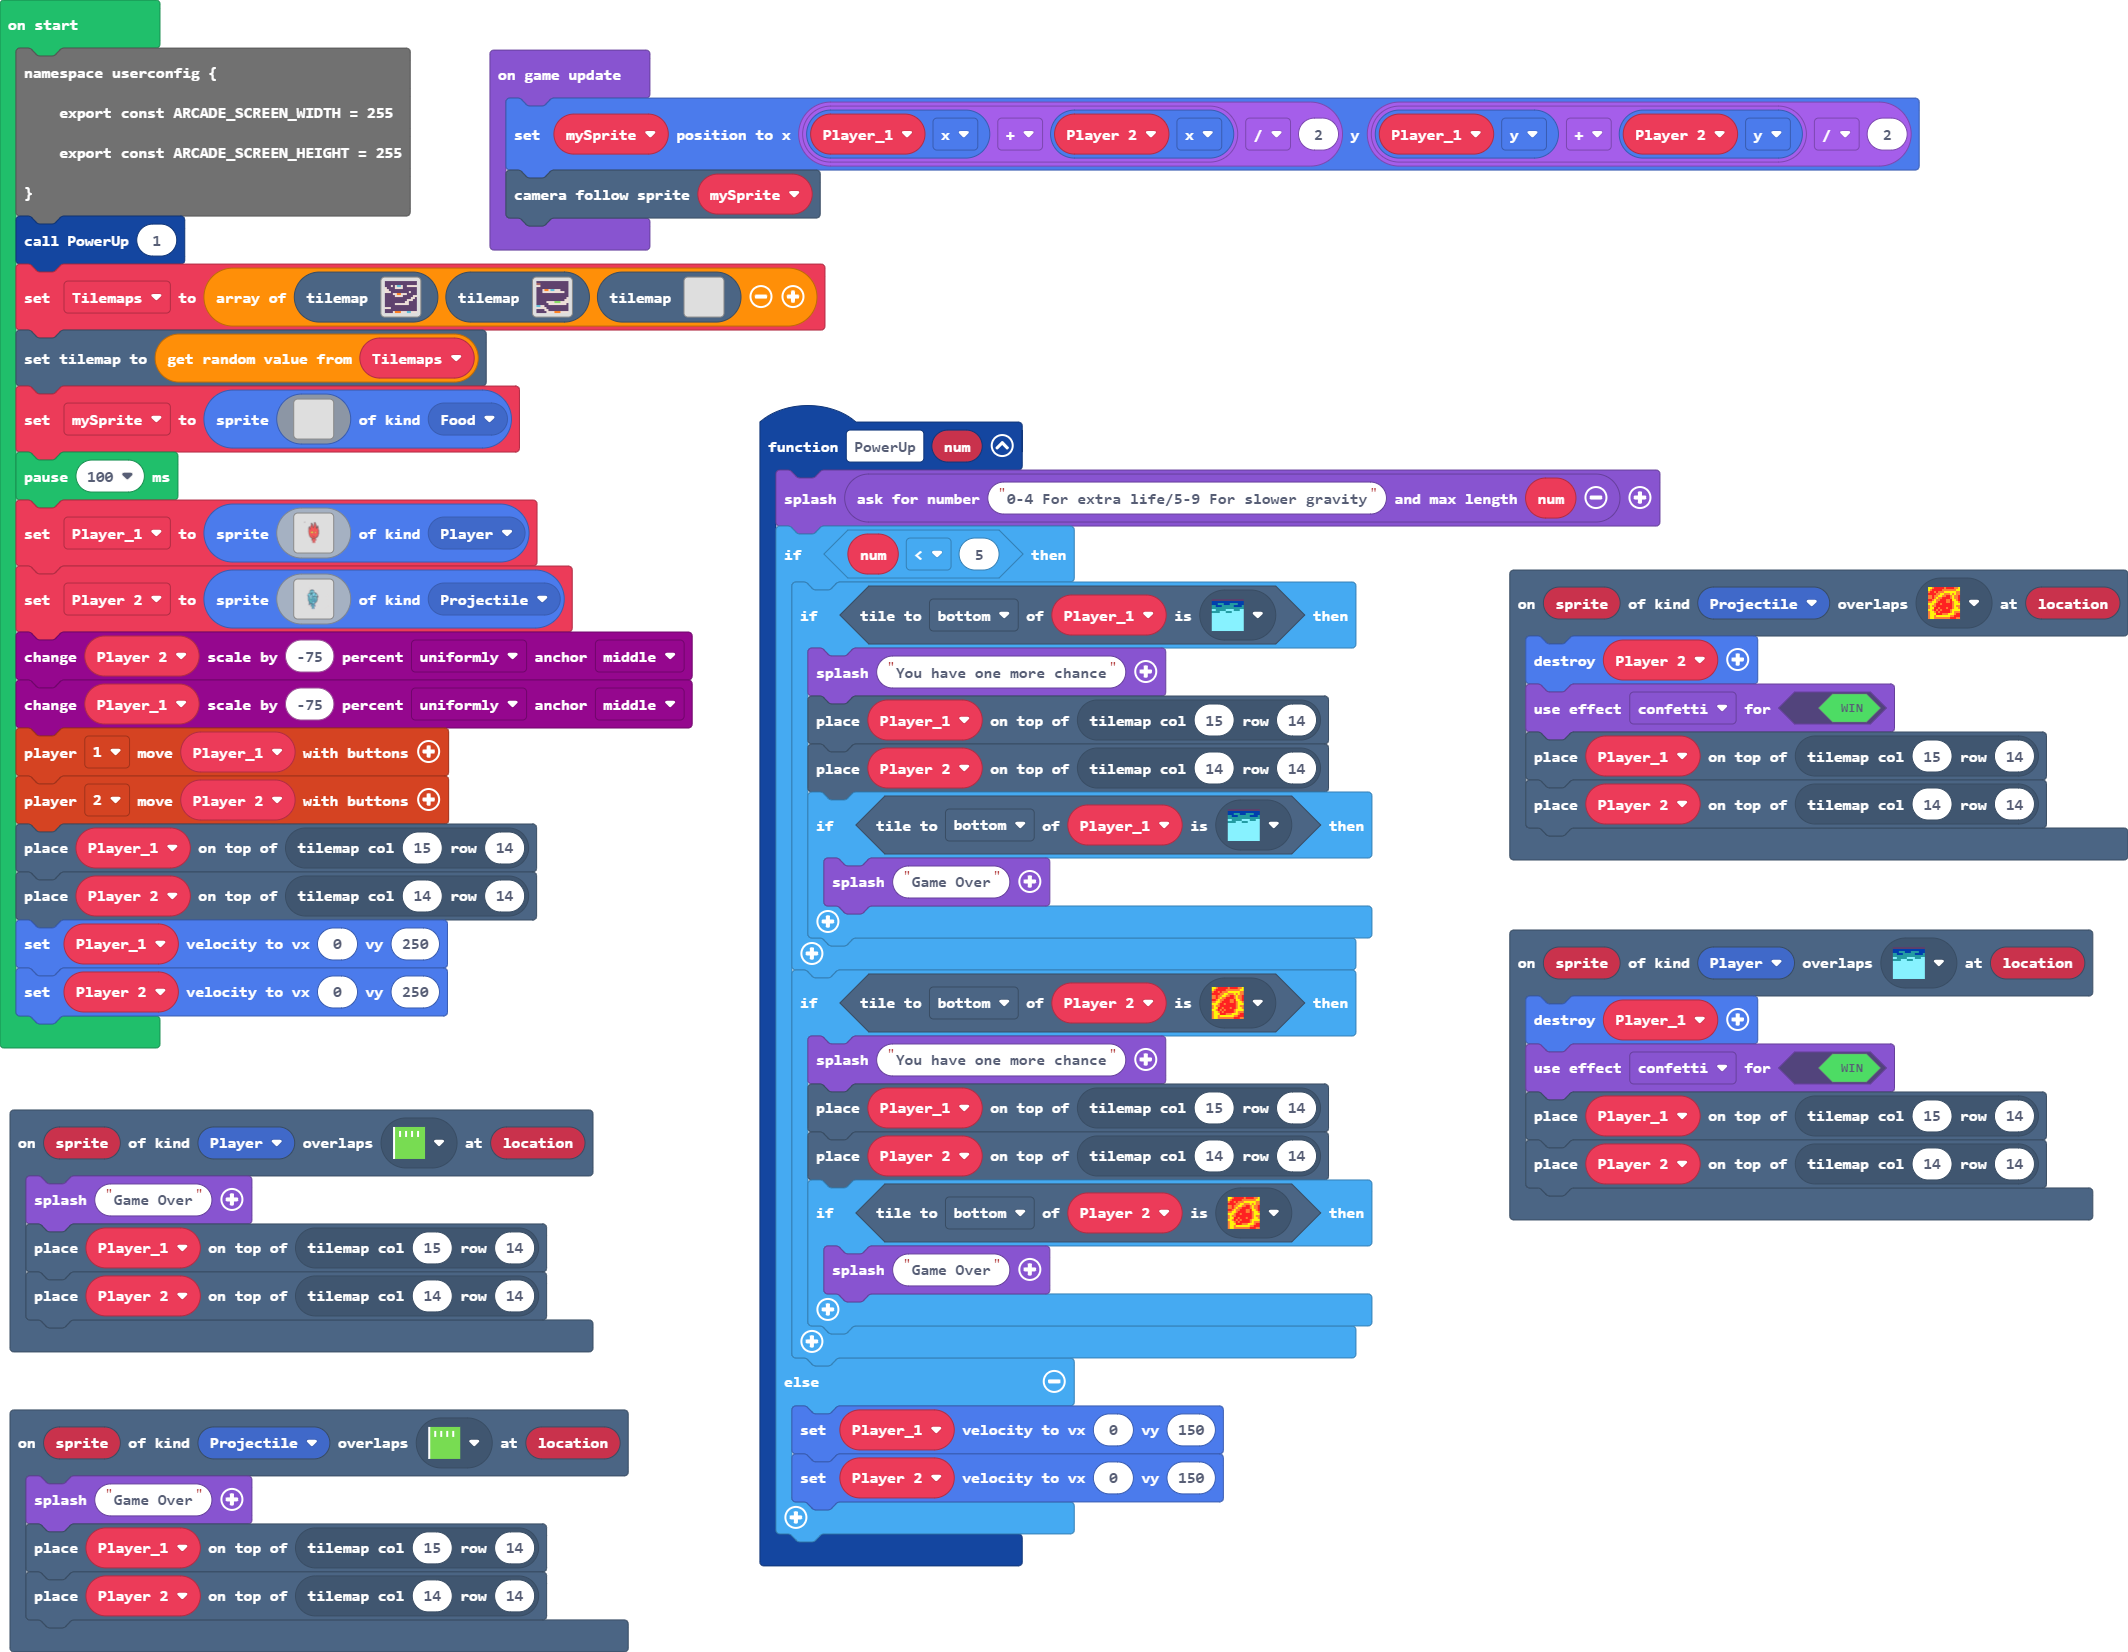 on start
namespace userconfig {
export const ARCADE_SCREEN_WIDTH = 255
export const ARCADE_SCREEN_HEIGHT = 255
}
call PowerUp 1
set Tilemaps to array of tilemap tilemap tilemap
set tilemap to get random value from Tilemaps
set mySprite to sprite of kind Food
pause 100 ms
set Player_1 to sprite of kind Player
set Player 2 to sprite of kind Projectile
change Player 2 scale by -75 percent uniformly anchor middle
change Player_1 scale by -75 percent uniformly anchor middle
player 1 move Player_1 with buttons
player 2 move Player 2 with buttons
place Player_1 on top of tilemap col 15 row 14
place Player 2 on top of tilemap col 14 row 14
set Player_1 velocity to vx 0 vy 250
set Player 2 velocity to vx 0 vy 250
on game update
set mySprite position to x Player_1 x + Player 2 x / 2 y Player_1 y + Player 2 y / 2
camera follow sprite mySprite
function PowerUp num
splash ask for number "0-4 For extra life/5-9 For slower gravity" and max length num
if num < 5 then
if tile to bottom of Player_1 is then
splash "You have one more chance"
place Player_1 on top of tilemap col 15 row 14
place Player 2 on top of tilemap col 14 row 14
if tile to bottom of Player_1 is then
splash "Game Over"
if tile to bottom of Player 2 is then
splash "You have one more chance"
place Player_1 on top of tilemap col 15 row 14
place Player 2 on top of tilemap col 14 row 14
if tile to bottom of Player 2 is then
splash "Game Over"
else
set Player_1 velocity to vx 0 vy 150
set Player 2 velocity to vx 0 vy 150
on sprite of kind Projectile overlaps at location
destroy Player 2
use effect confetti for WIN
place Player_1 on top of tilemap col 15 row 14
place Player 2 on top of tilemap col 14 row 14
on sprite of kind Player overlaps at location
destroy Player_1
use effect confetti for WIN
place Player_1 on top of tilemap col 15 row 14
place Player 2 on top of tilemap col 14 row 14
on sprite of kind Player overlaps at location
splash "Game Over"
place Player_1 on top of tilemap col 15 row 14
place Player 2 on top of tilemap col 14 row 14
on sprite of kind Projectile overlaps at location
splash "Game Over"
place Player_1 on top of tilemap col 15 row 14
place Player 2 on top of tilemap col 14 row 14